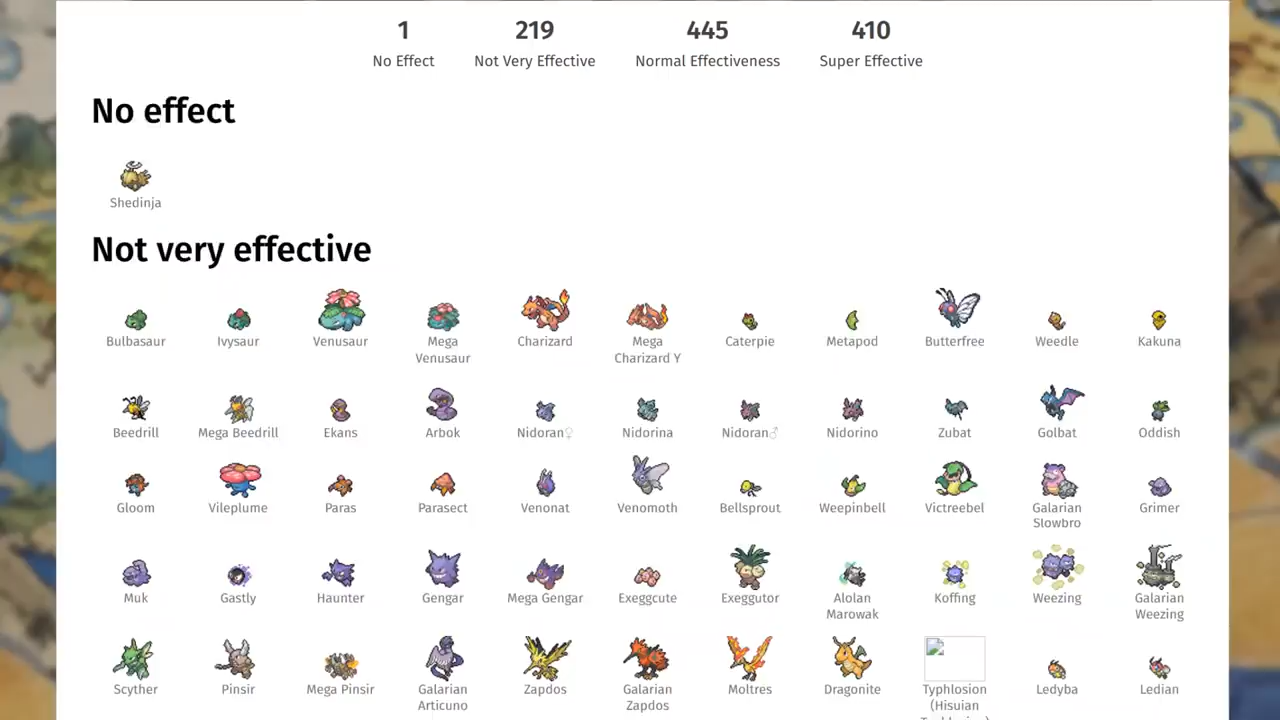 1 219 445 410
No Effect Not Very Effective Normal Effectiveness Super Effective
No effect
Shedinja
Not very effective
Bulbasaur Ivysaur Venusaur Mega Charizard Mega Caterpie Metapod Butterfree Weedle Kakuna
Venusaur Charizard Y
Beedrill Mega Beedrill Ekans Arbok Nidoran♀ Nidorina Nidoran♂ Nidorino Zubat Golbat Oddish
Gloom Vileplume Paras Parasect Venonat Venomoth Bellsprout Weepinbell Victreebel Galarian Grimer
Slowbro
Muk Gastly Haunter Gengar Mega Gengar Exeggcute Exeggutor Alolan Koffing Weezing Galarian
Marowak Weezing
Scyther Pinsir Mega Pinsir Galarian Zapdos Galarian Moltres Dragonite Typhlosion Ledyba Ledian
Articuno Zapdos (Hisuian